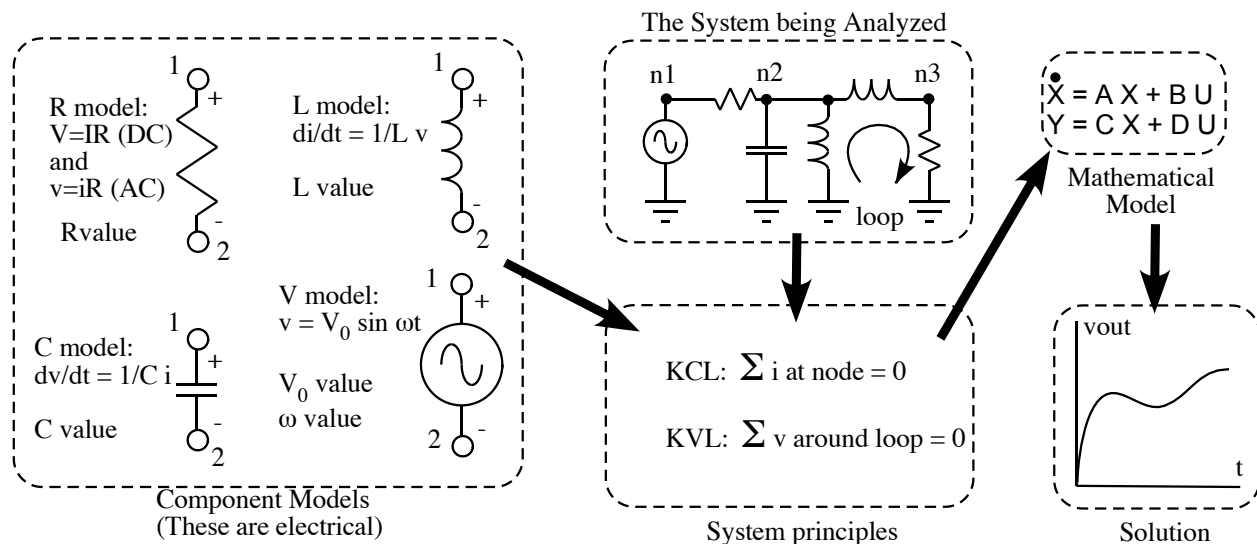 1
+
R model:
V=IR (DC)
and
v=iR (AC)
Rvalue
-
2
1
+
L model:
di/dt = 1/L v
L value
-
2
1
+
C model:
dv/dt = 1/C i
C value
-
2
1
+
V model:
v = V₀ sin ωt
V₀ value
ω value
2
-
Component Models
(These are electrical)
The System being Analyzed
n1
n2
n3
loop
KCL: Σ i at node = 0
KVL: Σ v around loop = 0
System principles
Ẋ = A X + B U
Y = C X + D U
Mathematical
Model
vout
t
Solution